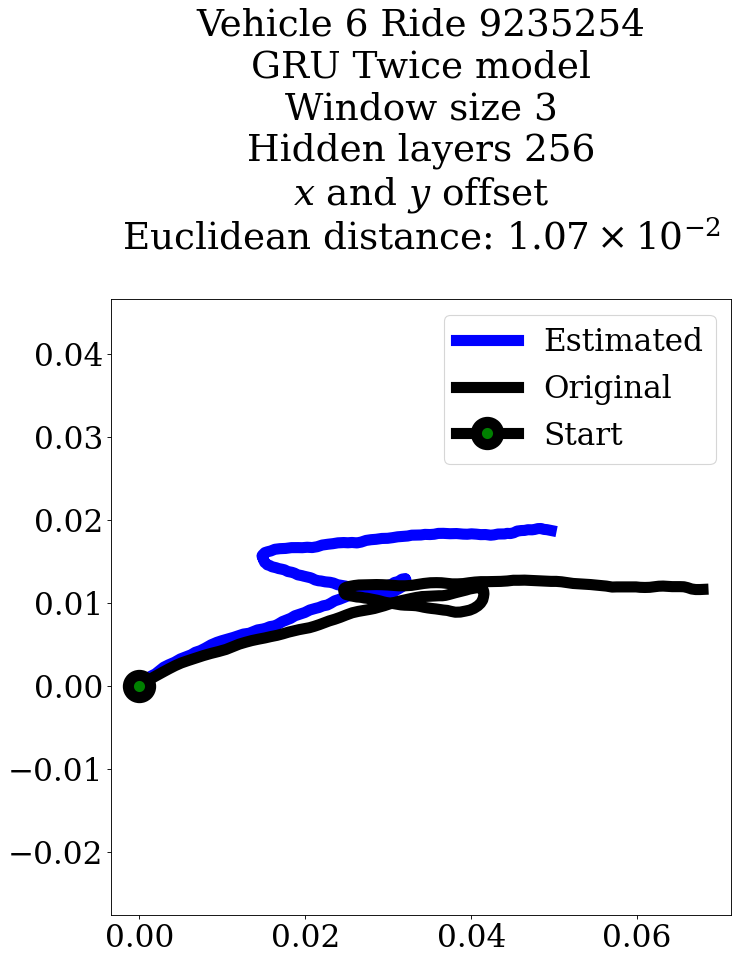 Vehicle 6 Ride 9235254
GRU Twice model
Window size 3
Hidden layers 256
x and y offset
Euclidean distance: 1.07 × 10⁻²
Estimated
Original
Start
0.04
0.03
0.02
0.01
0.00
−0.01
−0.02
0.00 0.02 0.04 0.06